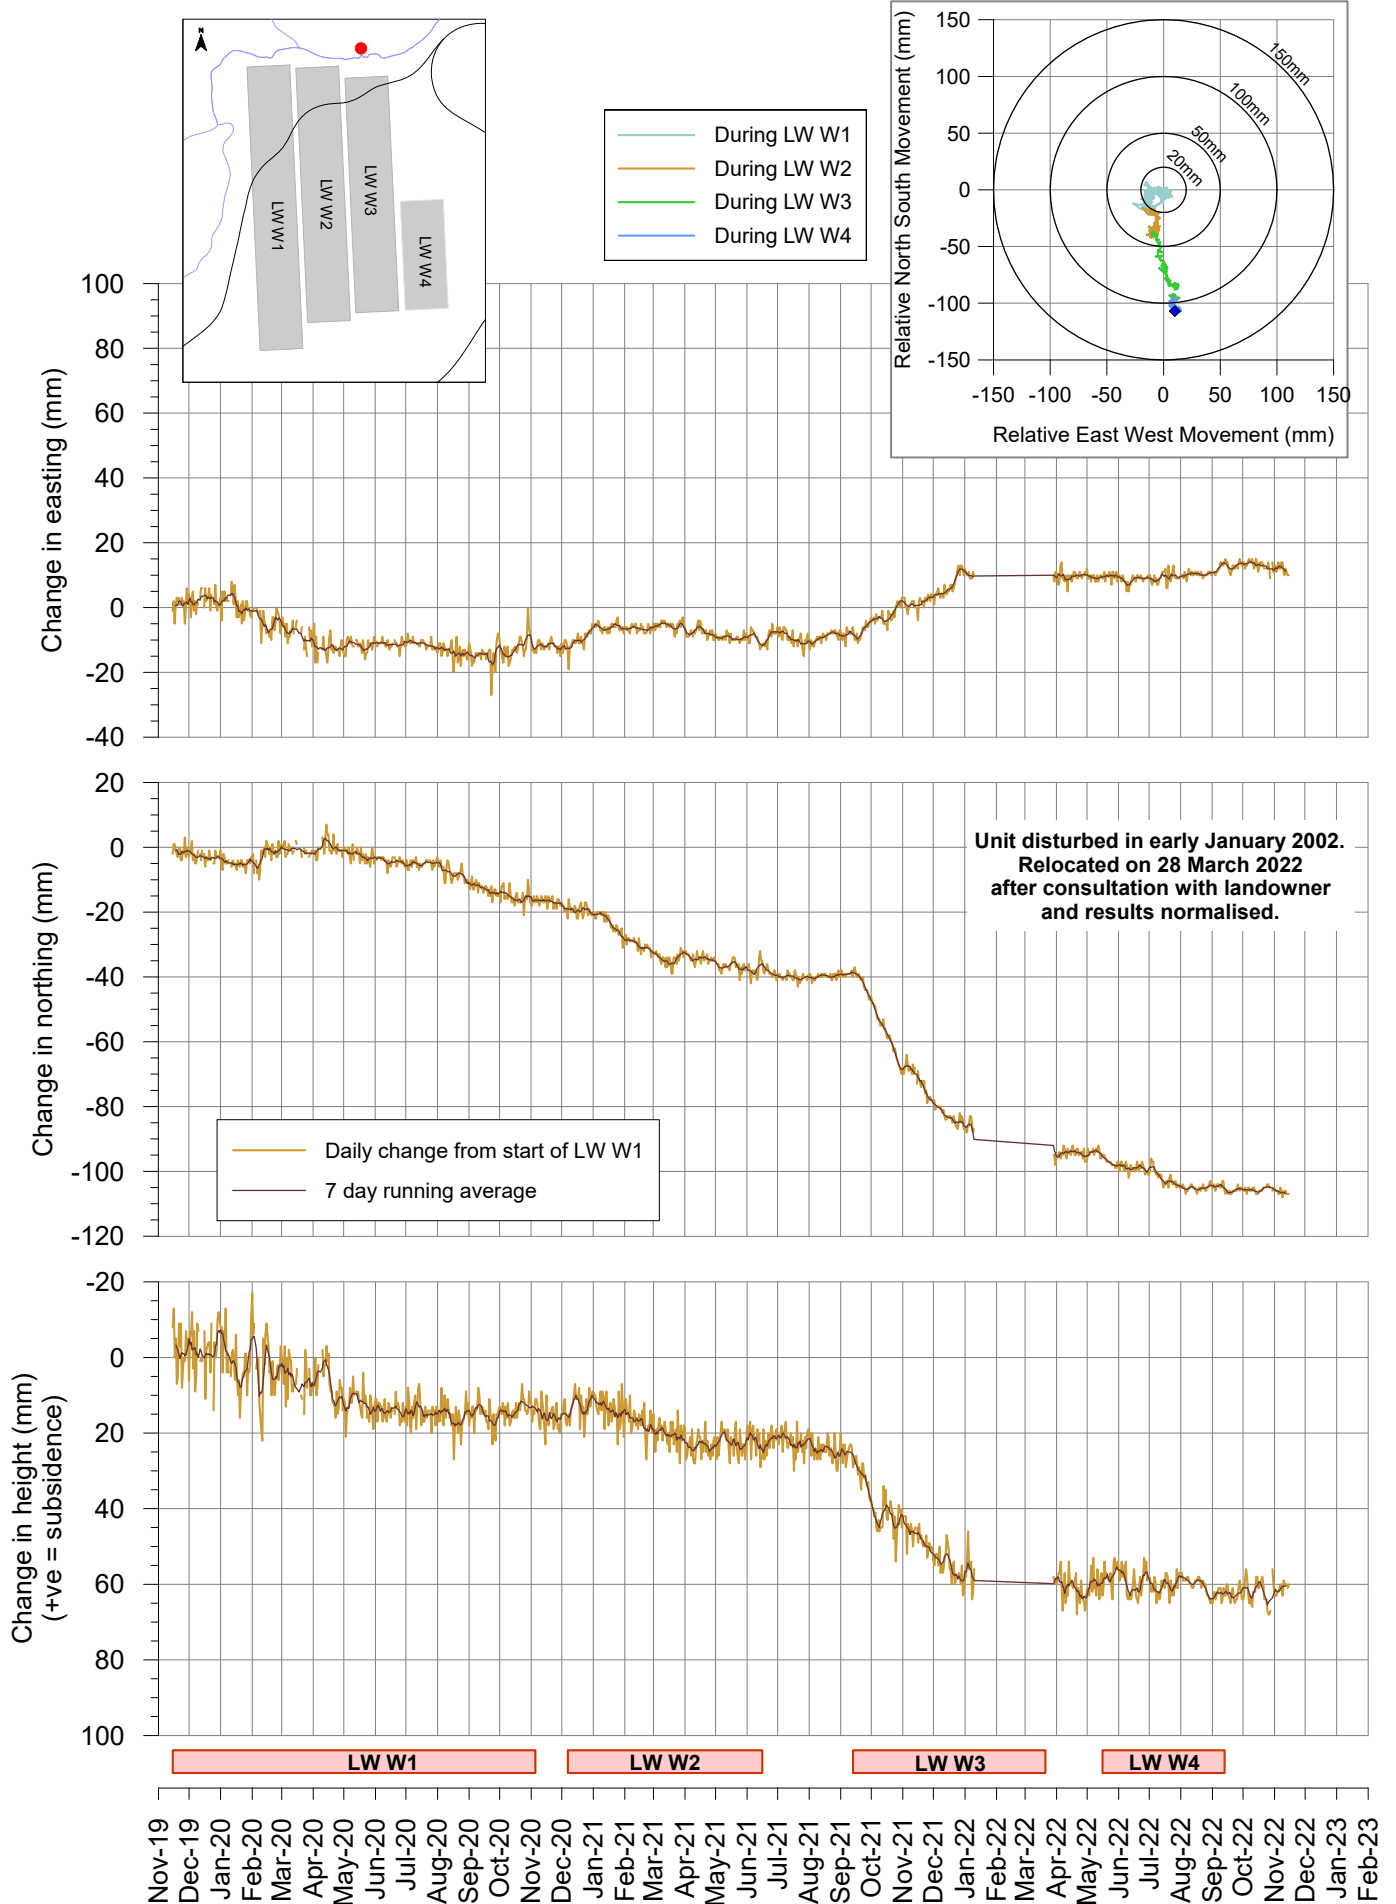 N
LW W1
LW W2
LW W3
LW W4
During LW W1
During LW W2
During LW W3
During LW W4
Relative North South Movement (mm)
150
100
50
0
-50
-100
-150
150mm
100mm
50mm
20mm
-150 -100 -50 0 50 100 150
Relative East West Movement (mm)
Change in easting (mm)
100
80
60
40
20
0
-20
-40
Change in northing (mm)
20
0
-20
-40
-60
-80
-100
-120
Unit disturbed in early January 2002.
Relocated on 28 March 2022
after consultation with landowner
and results normalised.
Daily change from start of LW W1
7 day running average
Change in height (mm)
(+ve = subsidence)
-20
0
20
40
60
80
100
LW W1 LW W2 LW W3 LW W4
Nov-19 Dec-19 Jan-20 Feb-20 Mar-20 Apr-20 May-20 Jun-20 Jul-20 Aug-20 Sep-20 Oct-20 Nov-20 Dec-20 Jan-21 Feb-21 Mar-21 Apr-21 May-21 Jun-21 Jul-21 Aug-21 Sep-21 Oct-21 Nov-21 Dec-21 Jan-22 Feb-22 Mar-22 Apr-22 May-22 Jun-22 Jul-22 Aug-22 Sep-22 Oct-22 Nov-22 Dec-22 Jan-23 Feb-23